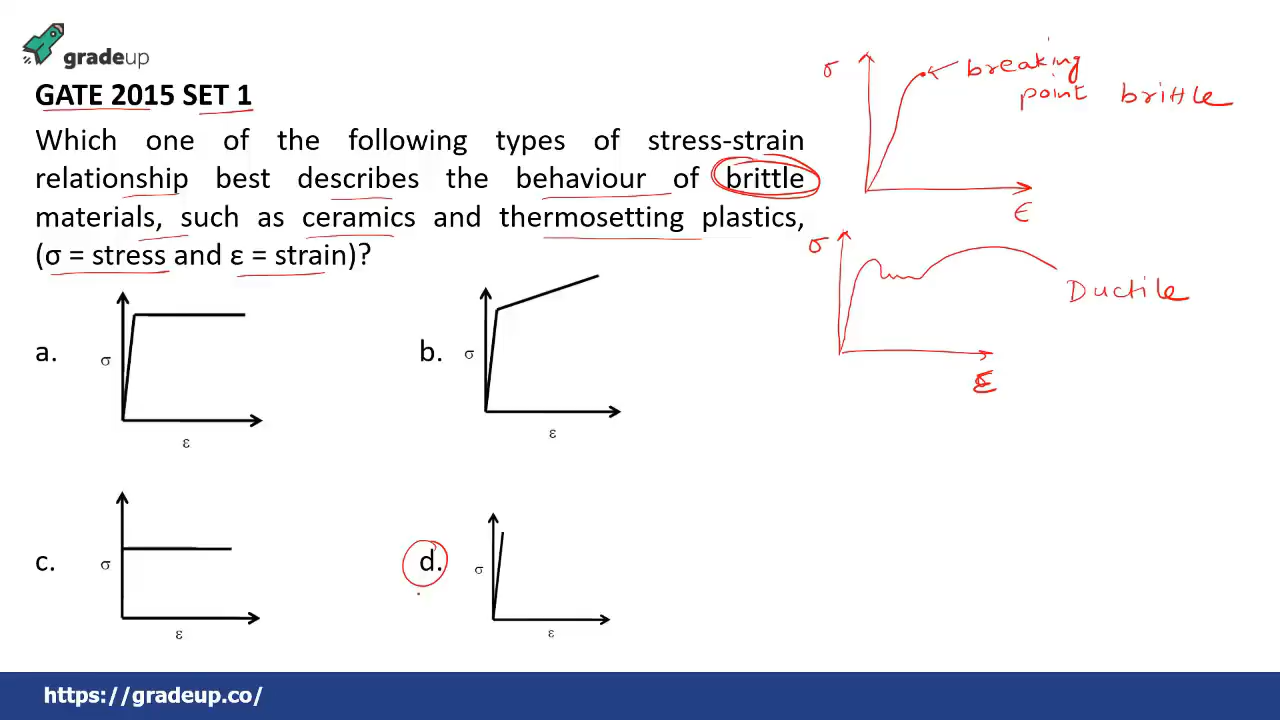 gradeup
GATE 2015 SET 1
Which one of the following types of stress-strain
relationship best describes the behaviour of brittle
materials, such as ceramics and thermosetting plastics,
(σ = stress and ε = strain)?
a.
σ
ε
b.
σ
ε
c.
σ
ε
d.
σ
ε
σ
breaking
point brittle
ε
σ
Ductile
ε
https://gradeup.co/